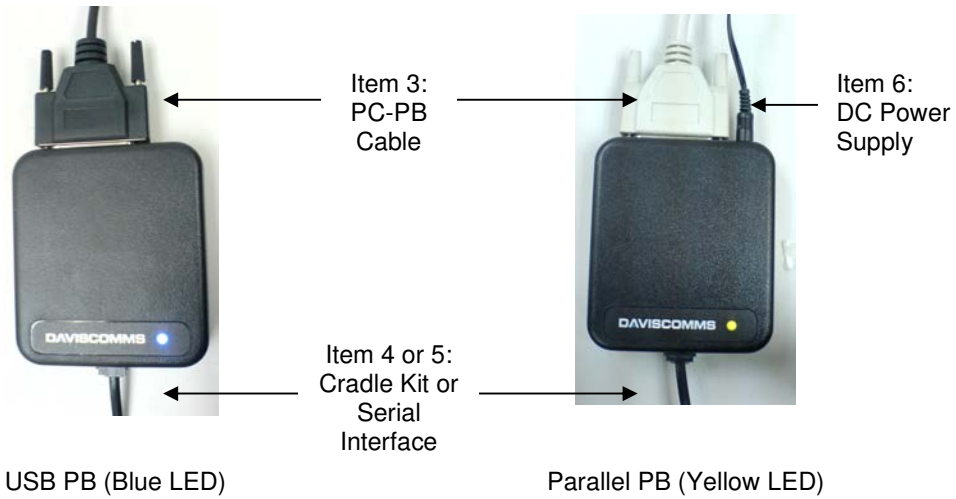 Item 3:
PC-PB
Cable
Item 6:
DC Power
Supply
DAVISCOMMS
DAVISCOMMS
Item 4 or 5:
Cradle Kit or
Serial
Interface
USB PB (Blue LED)
Parallel PB (Yellow LED)